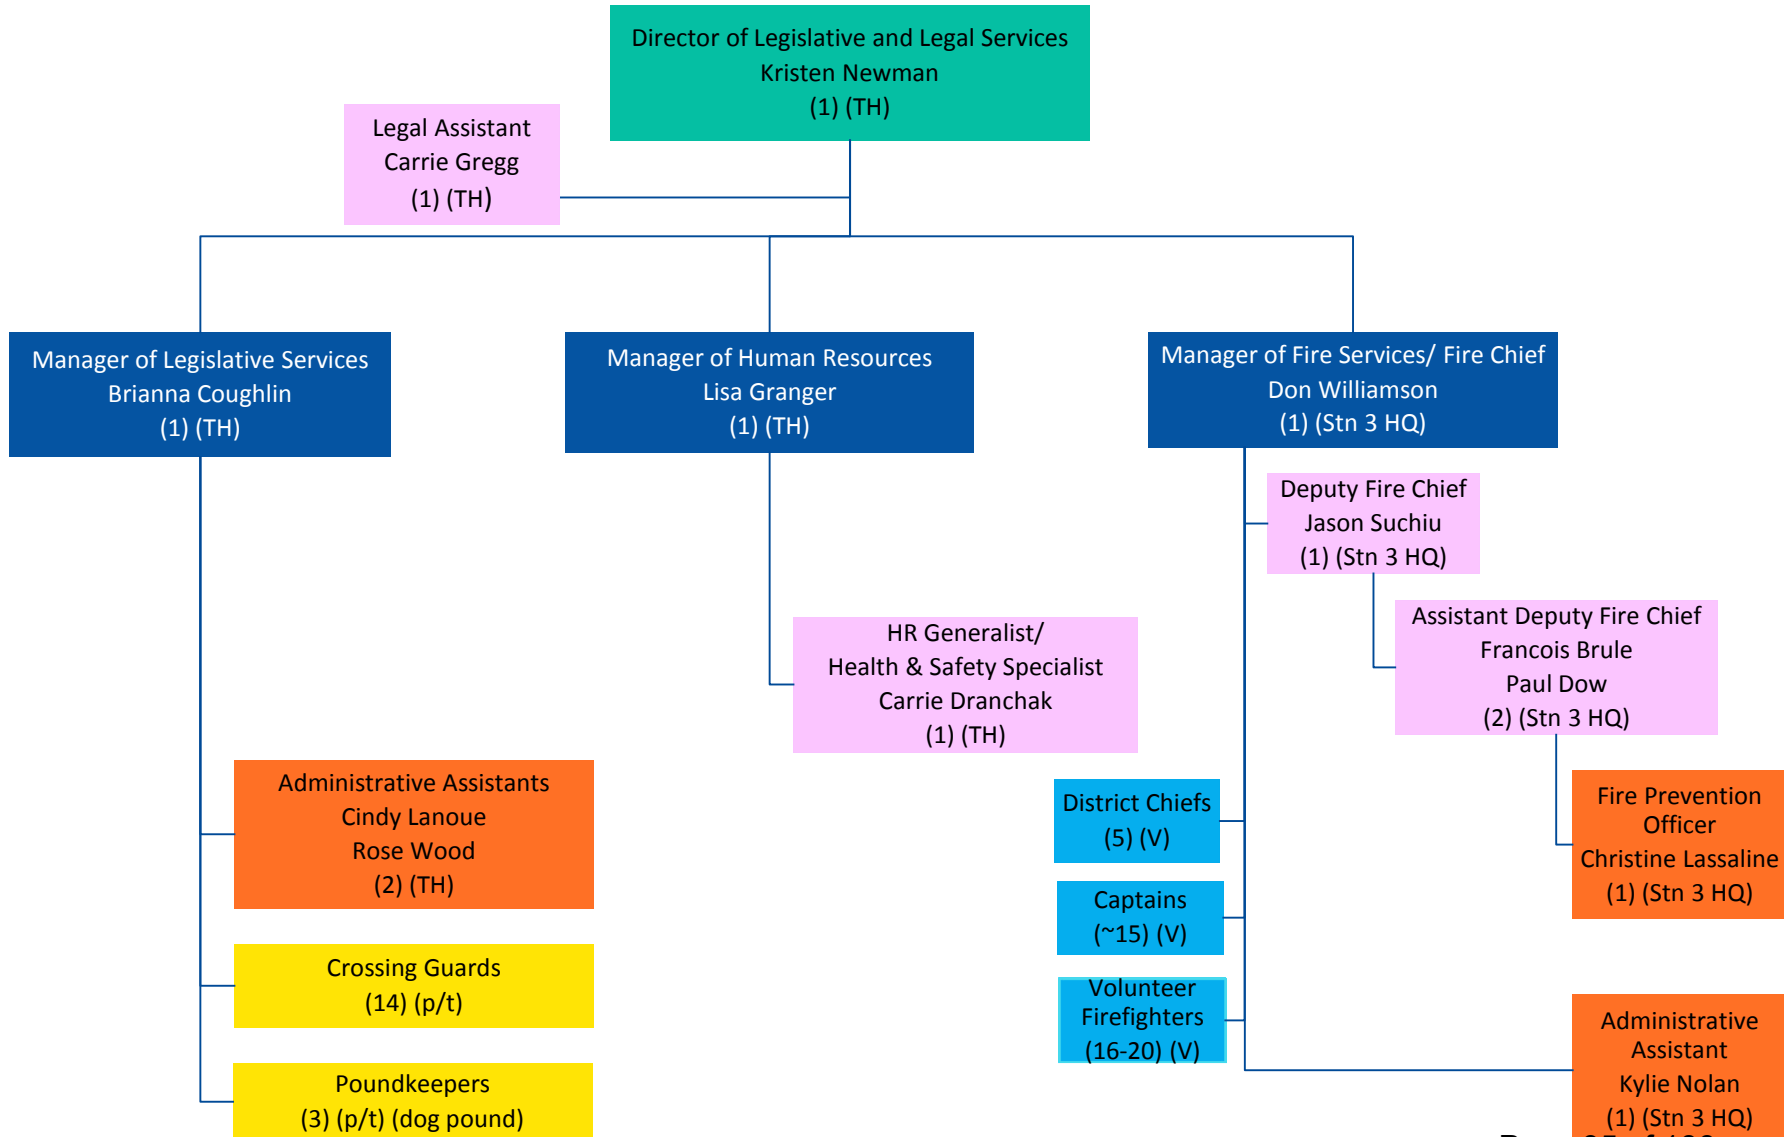 Director of Legislative and Legal Services
Kristen Newman
(1) (TH)
Legal Assistant
Carrie Gregg
(1) (TH)
Manager of Legislative Services
Brianna Coughlin
(1) (TH)
Manager of Human Resources
Lisa Granger
(1) (TH)
Manager of Fire Services/ Fire Chief
Don Williamson
(1) (Stn 3 HQ)
Deputy Fire Chief
Jason Suchiu
(1) (Stn 3 HQ)
Assistant Deputy Fire Chief
Francois Brule
Paul Dow
(2) (Stn 3 HQ)
HR Generalist/
Health & Safety Specialist
Carrie Dranchak
(1) (TH)
Administrative Assistants
Cindy Lanoue
Rose Wood
(2) (TH)
District Chiefs
(5) (V)
Fire Prevention
Officer
Christine Lassaline
(1) (Stn 3 HQ)
Captains
(~15) (V)
Crossing Guards
(14) (p/t)
Volunteer
Firefighters
(16-20) (V)
Administrative
Assistant
Kylie Nolan
(1) (Stn 3 HQ)
Poundkeepers
(3) (p/t) (dog pound)